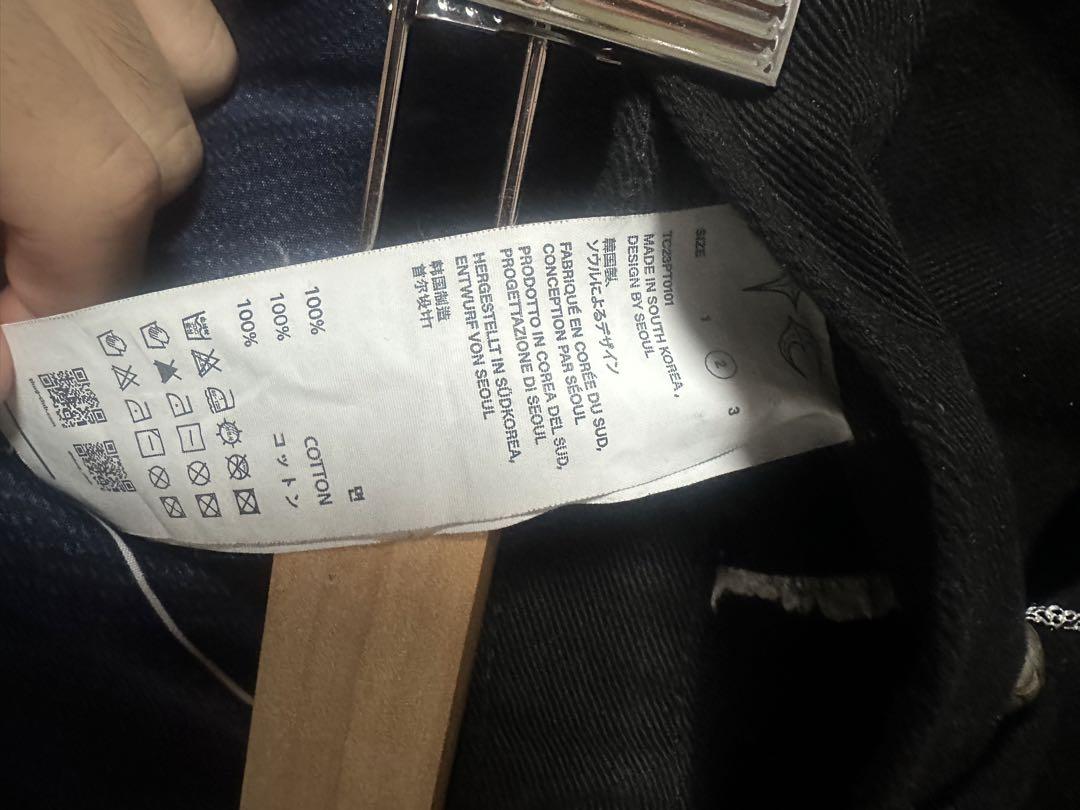 SIZE 1 2 3
TC23PT0101
MADE IN SOUTH KOREA,
DESIGN BY SEOUL
韓国製、
ソウルによるデザイン
FABRIQUÉ EN CORÉE DU SUD,
CONCEPTION PAR SÉOUL
PRODOTTO IN COREA DEL SUD,
PROGETTAZIONE DI SEOUL
HERGESTELLT IN SÜDKOREA,
ENTWURF VON SEOUL
韩国制造
首尔设计
면
100% COTTON
100% コットン
100%